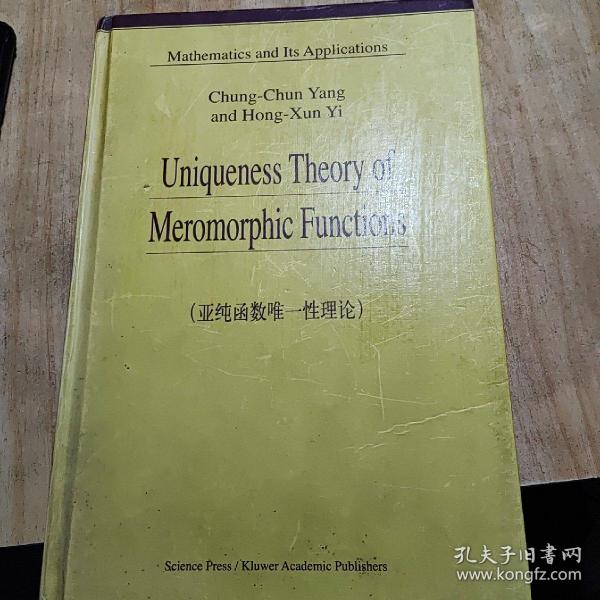 Mathematics and Its Applications
Chung-Chun Yang
and Hong-Xun Yi
Uniqueness Theory of
Meromorphic Functions
(亚纯函数唯一性理论)
Science Press / Kluwer Academic Publishers
孔夫子旧书网
www.kongfz.com